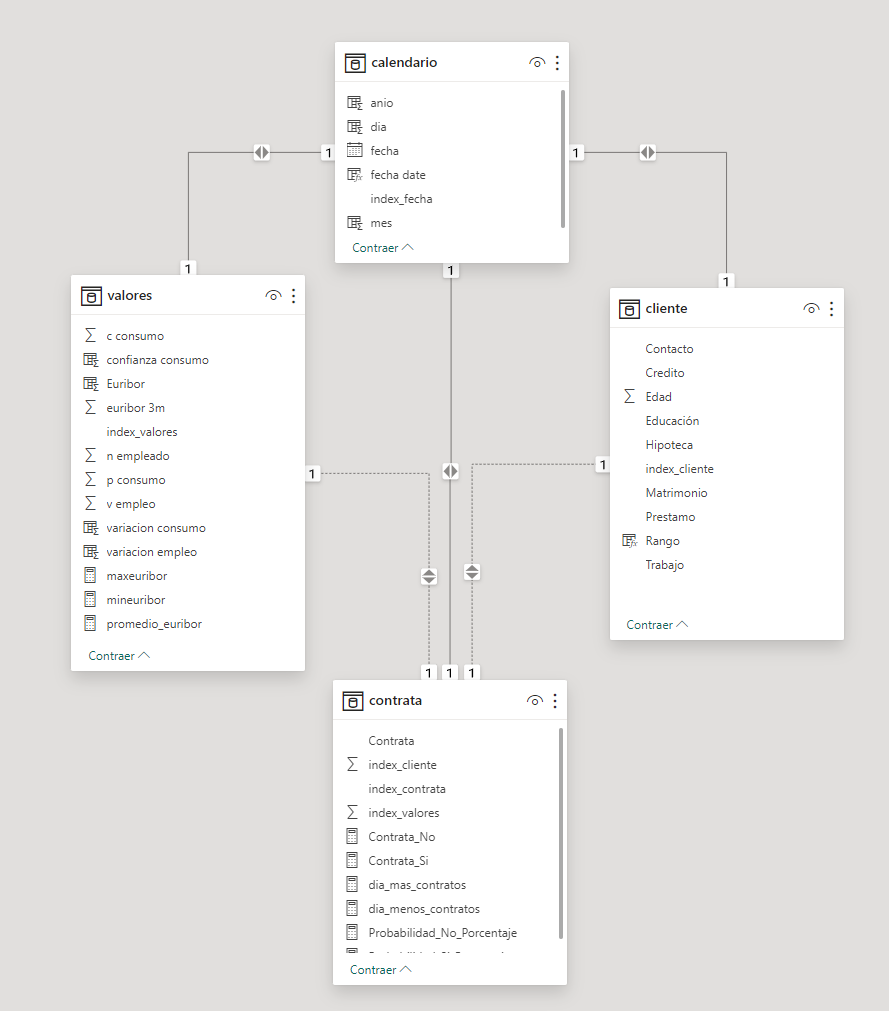 calendario
anio
dia
fecha
fecha date
index_fecha
mes
Contraer
1
1
1
1
1
valores
c consumo
confianza consumo
Euribor
euribor 3m
index_valores
n empleado
p consumo
v empleo
variacion consumo
variacion empleo
maxeuribor
mineuribor
promedio_euribor
Contraer
cliente
Contacto
Credito
Edad
Educación
Hipoteca
index_cliente
Matrimonio
Prestamo
Rango
Trabajo
Contraer
1
1
1
1
1
contrata
Contrata
index_cliente
index_contrata
index_valores
Contrata_No
Contrata_Si
dia_mas_contratos
dia_menos_contratos
Probabilidad_No_Porcentaje
Contraer